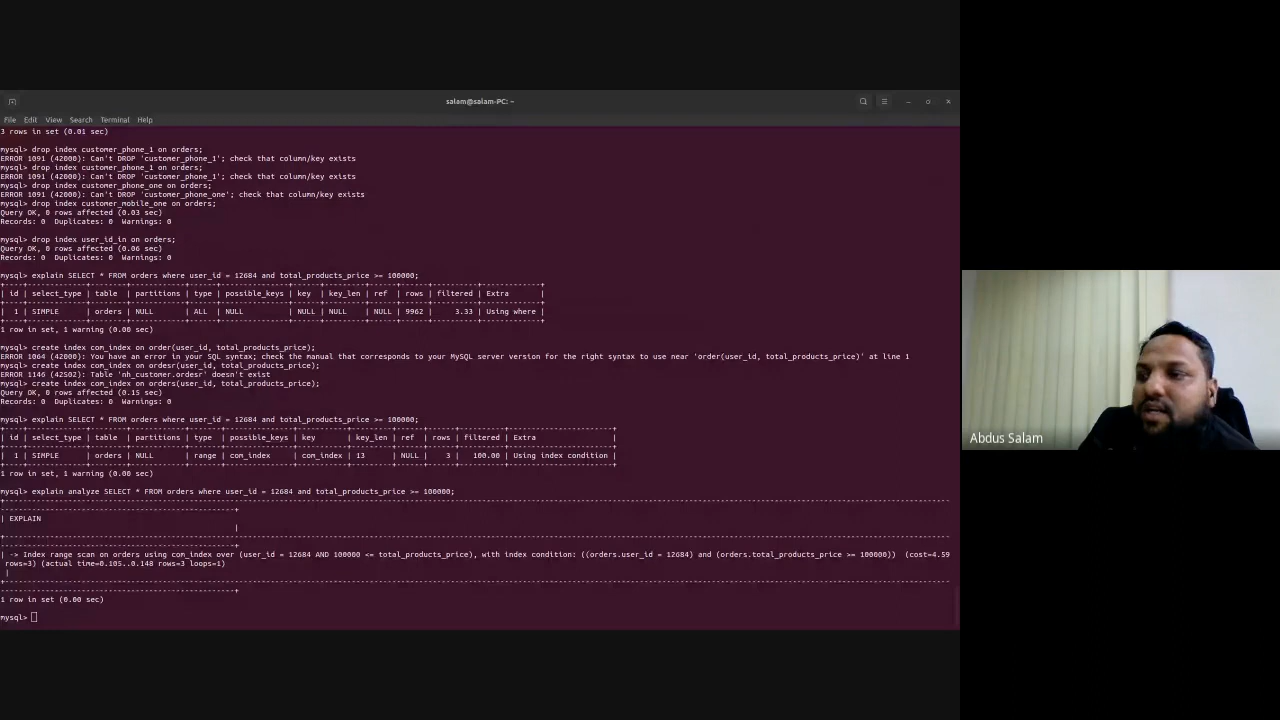 salam@salam-PC: ~
File Edit View Search Terminal Help
3 rows in set (0.01 sec)
mysql> drop index customer_phone_1 on orders;
ERROR 1091 (42000): Can't DROP 'customer_phone_1'; check that column/key exists
mysql> drop index customer_phone_1 on orders;
ERROR 1091 (42000): Can't DROP 'customer_phone_1'; check that column/key exists
mysql> drop index customer_phone_one on orders;
ERROR 1091 (42000): Can't DROP 'customer_phone_one'; check that column/key exists
mysql> drop index customer_mobile_one on orders;
Query OK, 0 rows affected (0.03 sec)
Records: 0  Duplicates: 0  Warnings: 0
mysql> drop index user_id_in on orders;
Query OK, 0 rows affected (0.06 sec)
Records: 0  Duplicates: 0  Warnings: 0
mysql> explain SELECT * FROM orders where user_id = 12684 and total_products_price >= 100000;
| id | select_type | table  | partitions | type | possible_keys | key  | key_len | ref  | rows | filtered | Extra       |
|  1 | SIMPLE      | orders | NULL       | ALL  | NULL          | NULL | NULL    | NULL | 9962 |     3.33 | Using where |
1 row in set, 1 warning (0.00 sec)
mysql> create index com_index on order(user_id, total_products_price);
ERROR 1064 (42000): You have an error in your SQL syntax; check the manual that corresponds to your MySQL server version for the right syntax to use near 'order(user_id, total_products_price)' at line 1
mysql> create index com_index on ordesr(user_id, total_products_price);
ERROR 1146 (42S02): Table 'nh_customer.ordesr' doesn't exist
mysql> create index com_index on orders(user_id, total_products_price);
Query OK, 0 rows affected (0.15 sec)
Records: 0  Duplicates: 0  Warnings: 0
mysql> explain SELECT * FROM orders where user_id = 12684 and total_products_price >= 100000;
| id | select_type | table  | partitions | type  | possible_keys | key       | key_len | ref  | rows | filtered | Extra                 |
|  1 | SIMPLE      | orders | NULL       | range | com_index     | com_index | 13      | NULL |    3 |   100.00 | Using index condition |
1 row in set, 1 warning (0.00 sec)
mysql> explain analyze SELECT * FROM orders where user_id = 12684 and total_products_price >= 100000;
| EXPLAIN
|
| -> Index range scan on orders using com_index over (user_id = 12684 AND 100000 <= total_products_price), with index condition: ((orders.user_id = 12684) and (orders.total_products_price >= 100000))  (cost=4.59
rows=3) (actual time=0.105..0.148 rows=3 loops=1)
|
1 row in set (0.00 sec)
mysql>
Abdus Salam